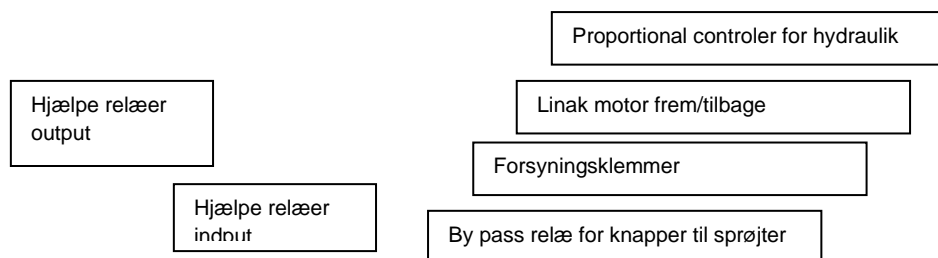 Proportional controler for hydraulik
Hjælpe relæer
output
Linak motor frem/tilbage
Forsyningsklemmer
Hjælpe relæer
indput
By pass relæ for knapper til sprøjter